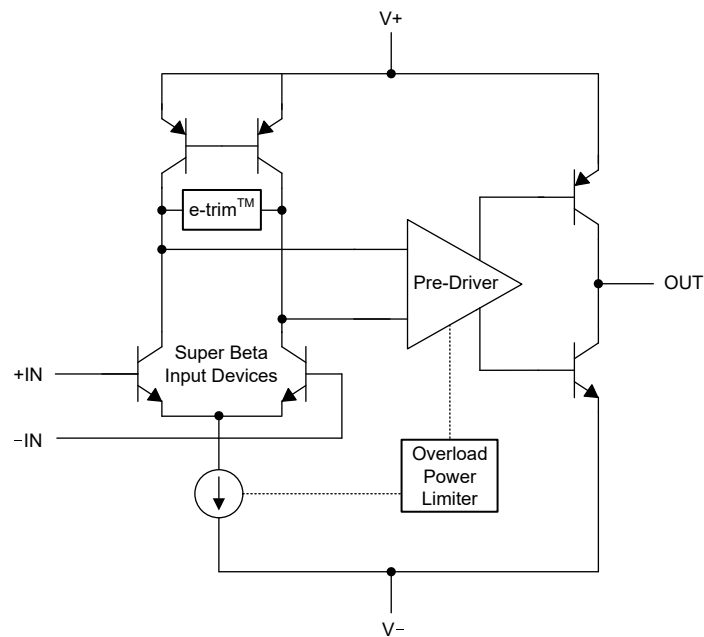 V+
e-trim™
Pre-Driver
OUT
Super Beta
Input Devices
+IN
−IN
Overload
Power
Limiter
V−